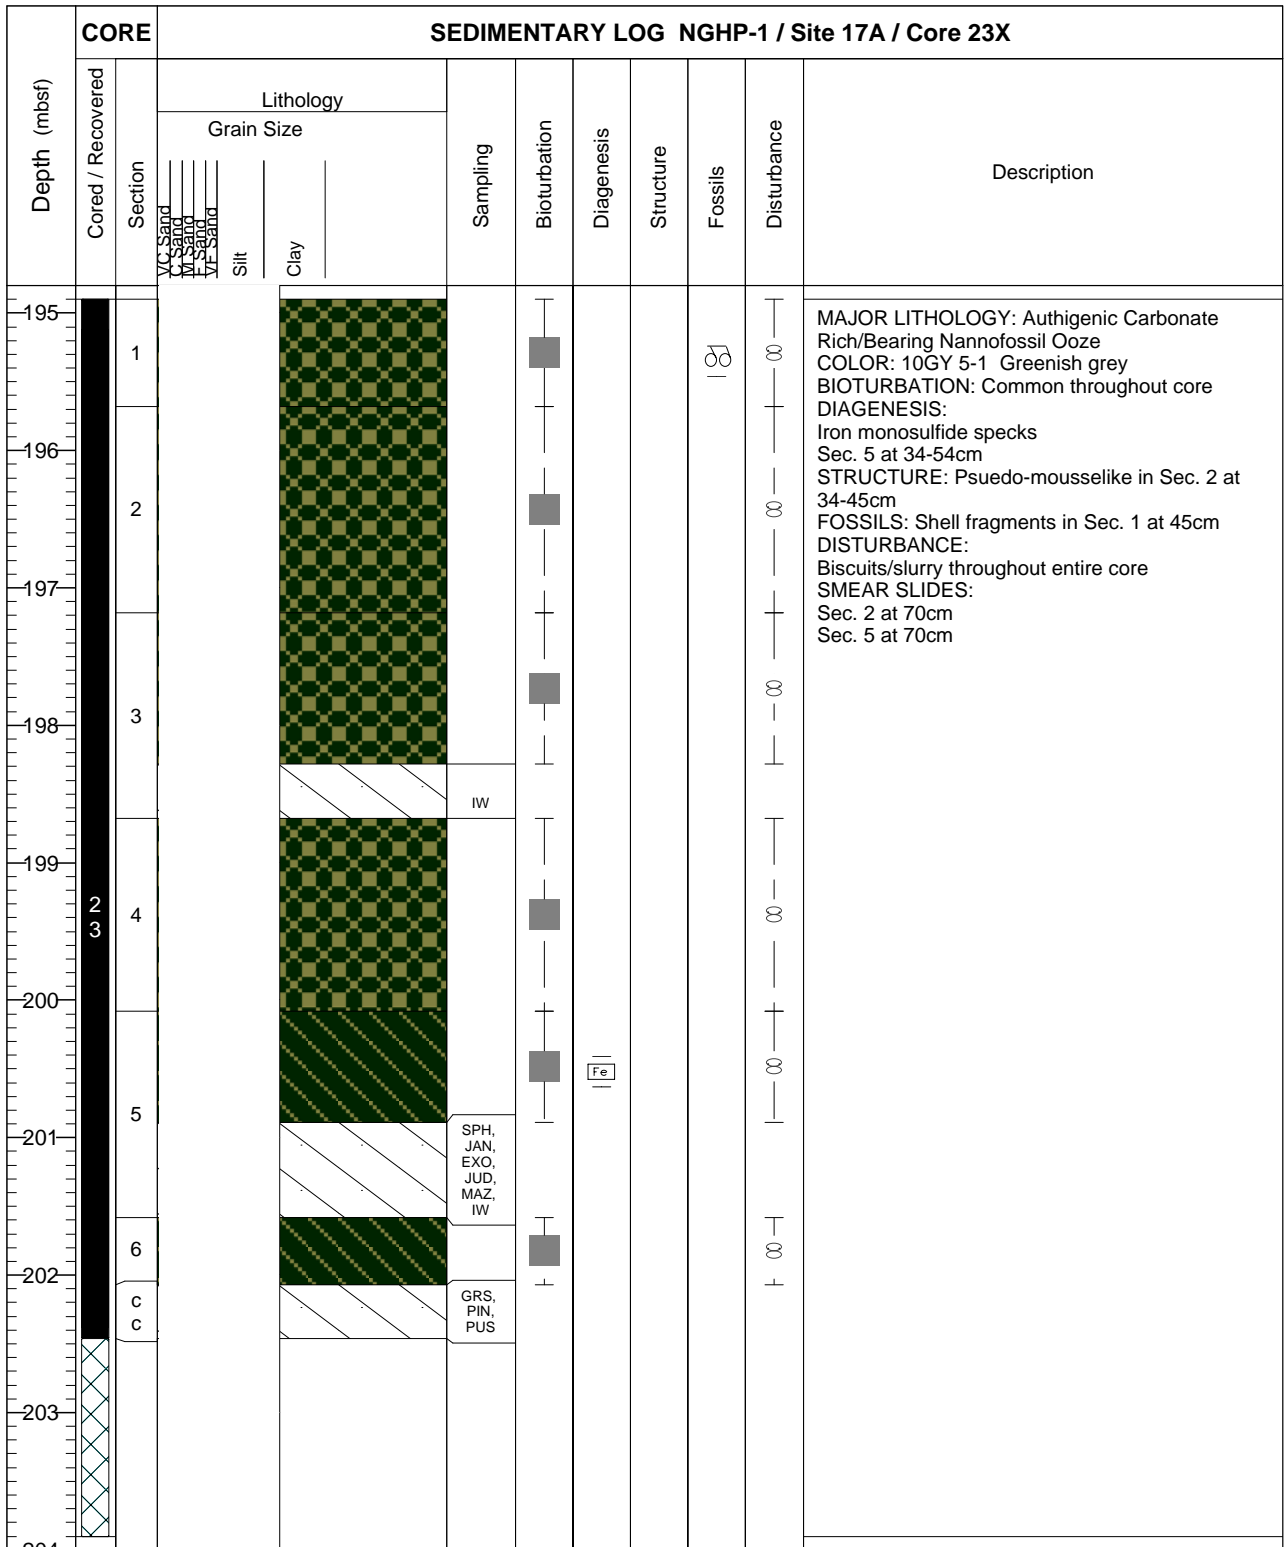 CORE
SEDIMENTARY LOG NGHP-1 / Site 17A / Core 23X
Depth (mbsf)
Cored / Recovered
Section
Lithology
Grain Size
VC Sand
C Sand
M Sand
F Sand
VF Sand
Silt
Clay
Sampling
Bioturbation
Diagenesis
Structure
Fossils
Disturbance
Description
195
196
197
198
199
200
201
202
203
204
2
3
1
2
3
4
5
6
c
c
IW
SPH,
JAN,
EXO,
JUD,
MAZ,
IW
GRS,
PIN,
PUS
Fe
MAJOR LITHOLOGY: Authigenic Carbonate
Rich/Bearing Nannofossil Ooze
COLOR: 10GY 5-1 Greenish grey
BIOTURBATION: Common throughout core
DIAGENESIS:
Iron monosulfide specks
Sec. 5 at 34-54cm
STRUCTURE: Psuedo-mousselike in Sec. 2 at
34-45cm
FOSSILS: Shell fragments in Sec. 1 at 45cm
DISTURBANCE:
Biscuits/slurry throughout entire core
SMEAR SLIDES:
Sec. 2 at 70cm
Sec. 5 at 70cm